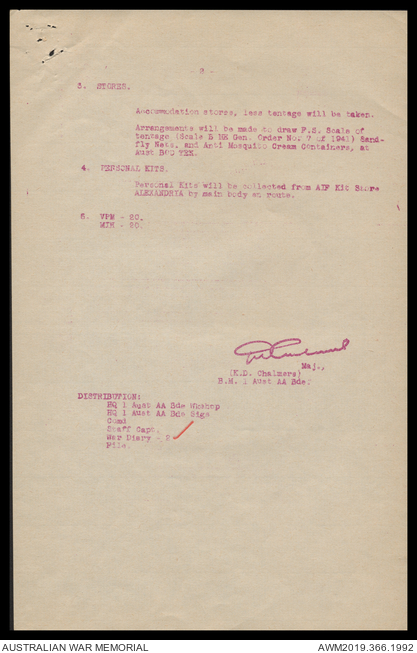 - 2 -
3. STORES.
Accommodation stores, less tentage will be taken.
Arrangements will be made to draw F.S. Scale of
tentage (Scale B ME Gen. Order No. 7 of 1941) Sand-
fly Nets, and Anti Mosquito Cream Containers, at
Aust BOC
4. PERSONAL KITS.
Personal Kits will be collected from AIF Kit Store
ALEXANDRIA by main body en route.
5. VPM - 20.
MIH - 20.
Maj.,
(K.D. Chalmers)
B.M. 1 Aust AA Bde.
DISTRIBUTION:
HQ 1 Aust AA Bde Wkshop
HQ 1 Aust AA Bde Sigs
Comd
Staff Capt.
War Diary - 2
File.
AUSTRALIAN WAR MEMORIAL
AWM2019.366.1992